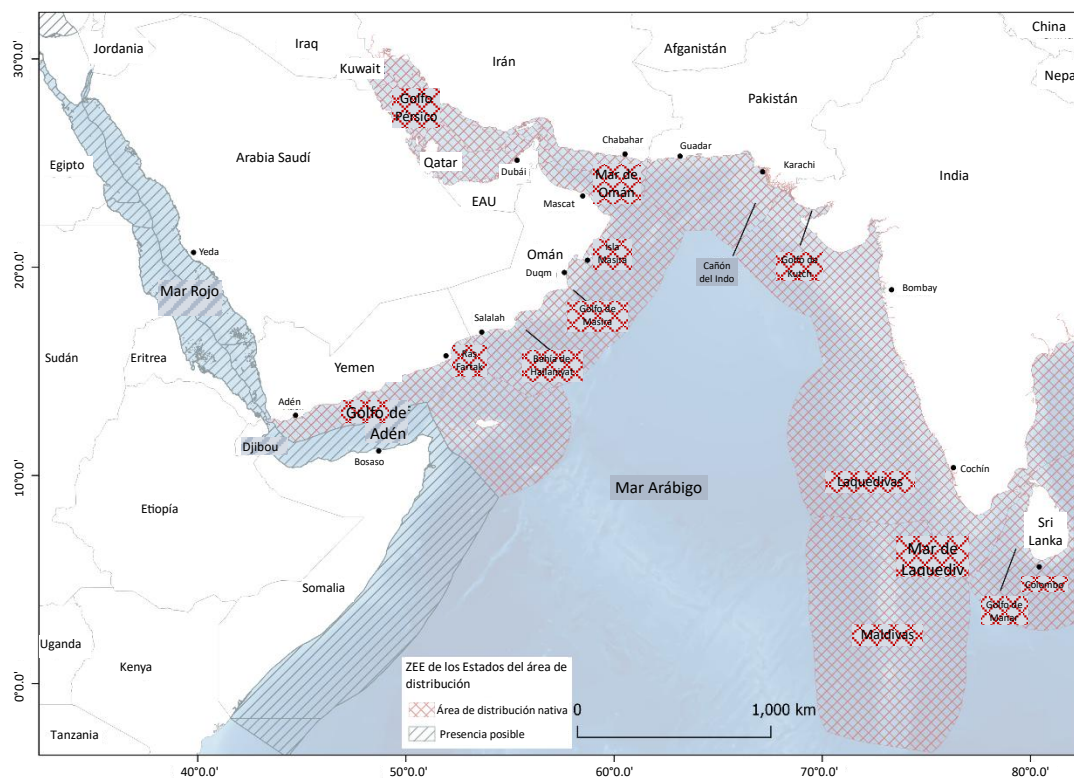 China
Jordania
Iraq
Irán
Afganistán
Nepa
Kuwait
Pakistán
Golfo
Pérsico
Chabahar
Guadar
Egipto
Arabia Saudí
Qatar
Dubái
Mar de
Omán
Karachi
India
EAU
Mascat
Yeda
Omán
Isla
Masira
Duqm
Cañón
del Indo
Golfo de
Kutch
Bombay
Mar Rojo
Golfo de
Masira
Salalah
Sudán
Eritrea
Yemen
Ras
Fartak
Bahía de
Hallaniyat
Adén
Golfo de
Adén
Djibou
Bosaso
Cochín
Mar Arábigo
Laquedivas
Etiopía
Sri
Lanka
Mar de
Laquediv
Somalia
Colombo
Golfo de
Manar
Uganda
Maldivas
Kenya
Tanzania
ZEE de los Estados del área de
distribución
Área de distribución nativa
Presencia posible
0
1,000 km
30°0.0'
20°0.0'
10°0.0'
0°0.0'
40°0.0'
50°0.0'
60°0.0'
70°0.0'
80°0.0'